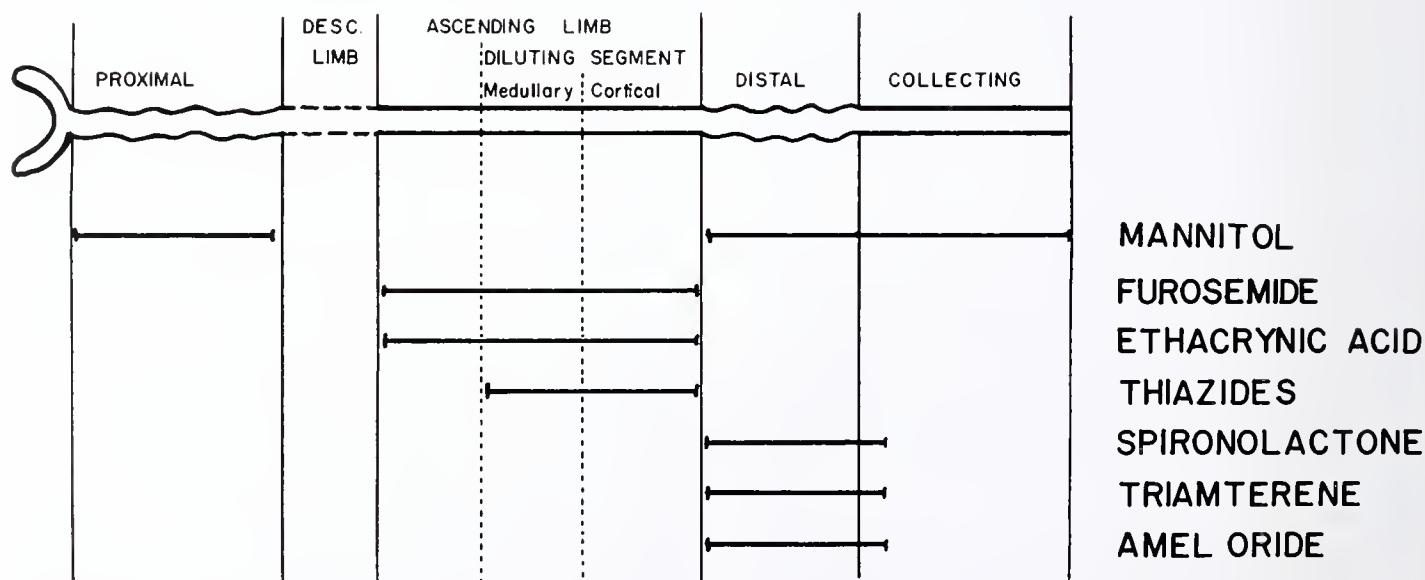 DESC. LIMB
ASCENDING LIMB
DILUTING SEGMENT
PROXIMAL
Medullary
Cortical
DISTAL
COLLECTING
MANNITOL
FUROSEMIDE
ETHACRYNIC ACID
THIAZIDES
SPIRONOLACTONE
TRIAMTERENE
AMEL ORIDE